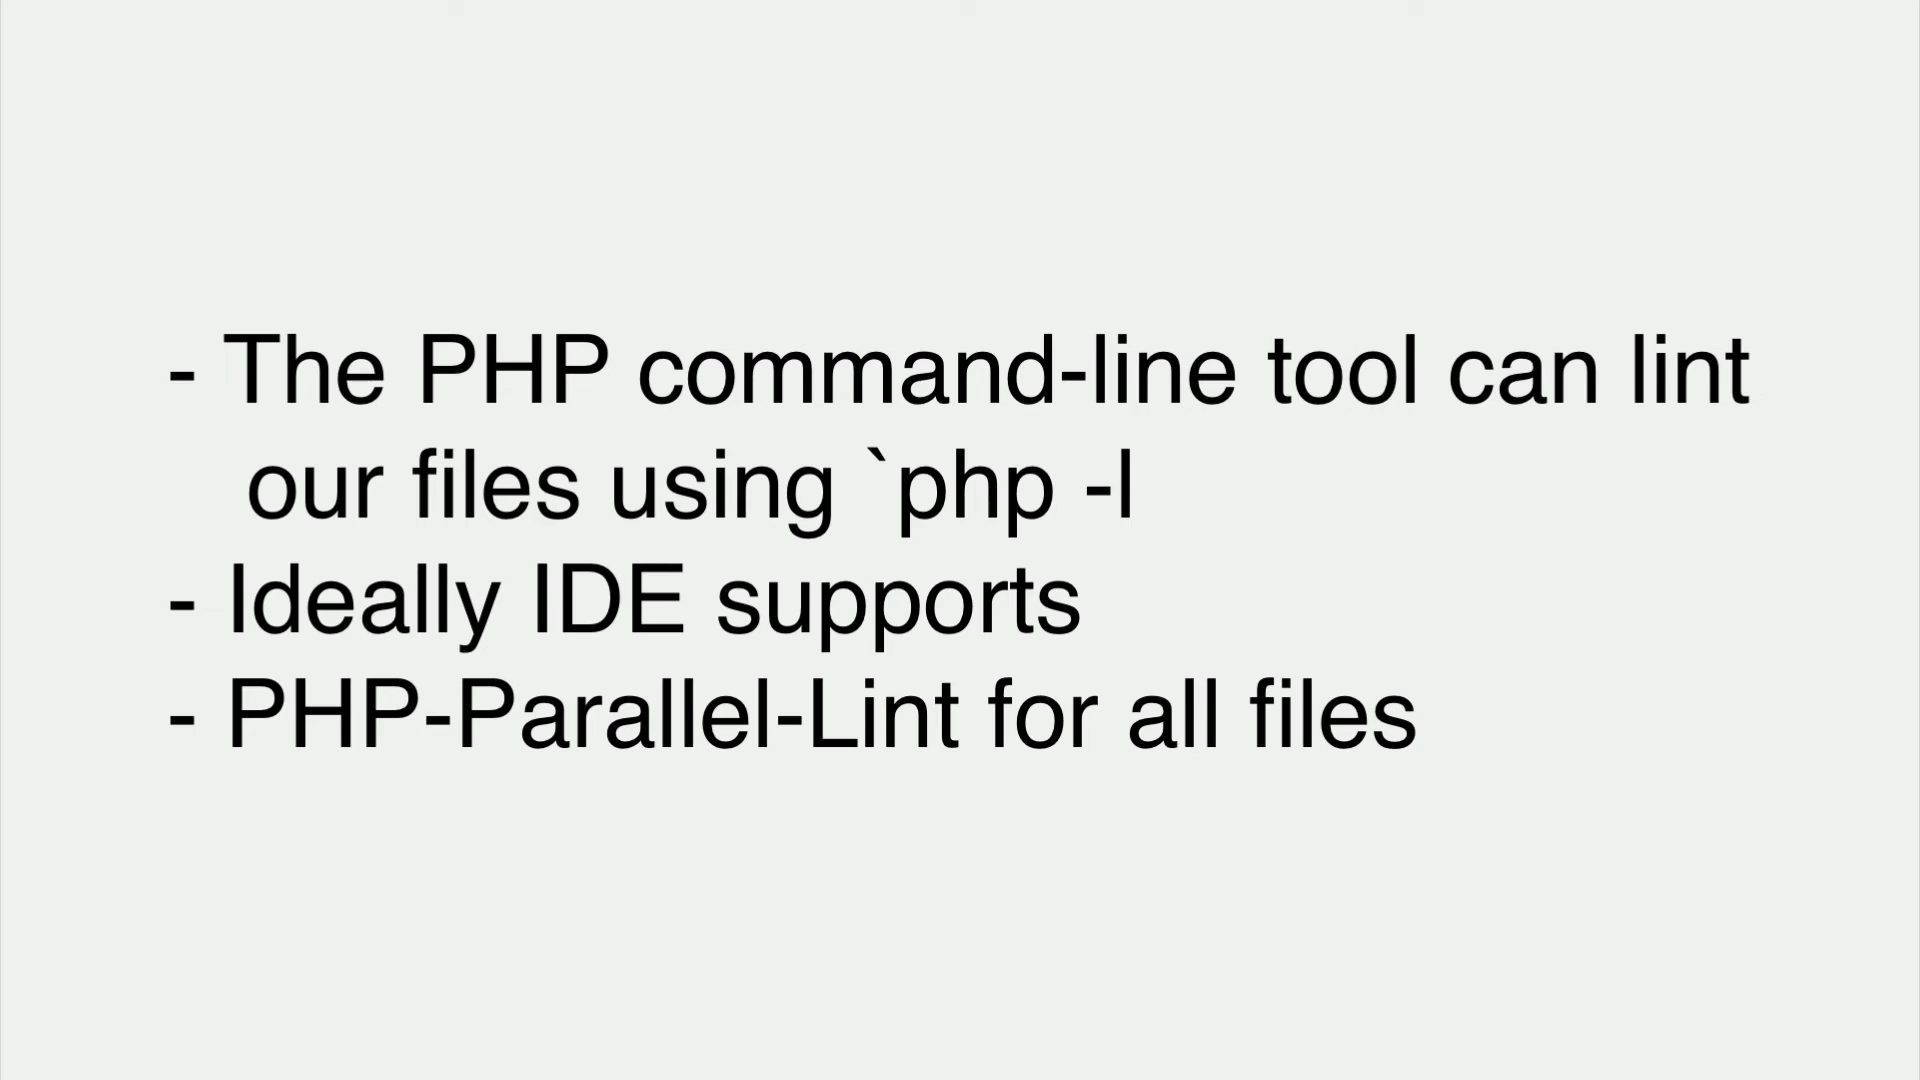 - The PHP command-line tool can lint
our files using `php -l
- Ideally IDE supports
- PHP-Parallel-Lint for all files